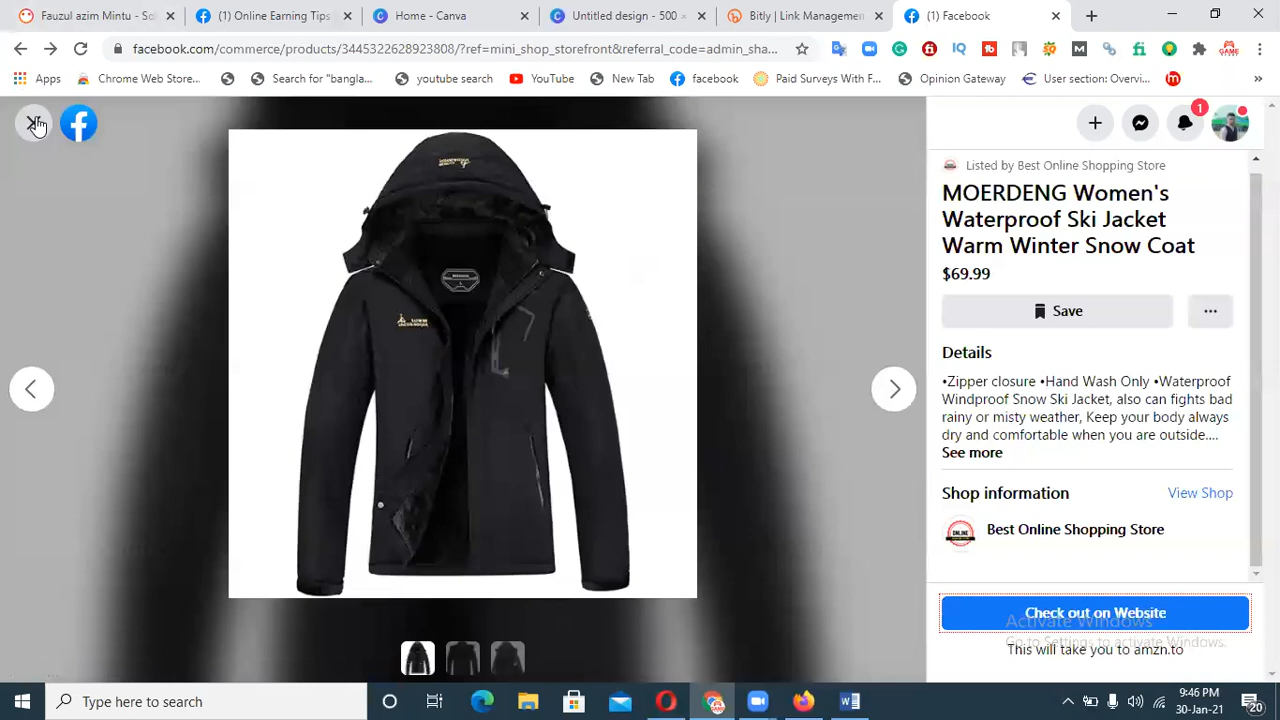 Fauzul azim Mintu - Sol
(1) Online Earning Tips
Home - Canva
Untitled design - 500
Bitly | Link Managemen
(1) Facebook
facebook.com/commerce/products/3445322628923808/?ref=mini_shop_storefront&referral_code=admin_sha...
Apps
Chrome Web Store...
Search for "bangla...
youtube search
YouTube
New Tab
facebook
Paid Surveys With F...
Opinion Gateway
User section: Overvi...
»
1
Listed by Best Online Shopping Store
MOERDENG Women's
Waterproof Ski Jacket
Warm Winter Snow Coat
$69.99
Save
Details
•Zipper closure •Hand Wash Only •Waterproof
Windproof Snow Ski Jacket, also can fights bad
rainy or misty weather, Keep your body always
dry and comfortable when you are outside....
See more
Shop information
View Shop
ONLINE
Best Online Shopping Store
Check out on Website
Activate Windows
Go to Settings to activate Windows.
This will take you to amzn.to
Type here to search
9:46 PM
30-Jan-21
20